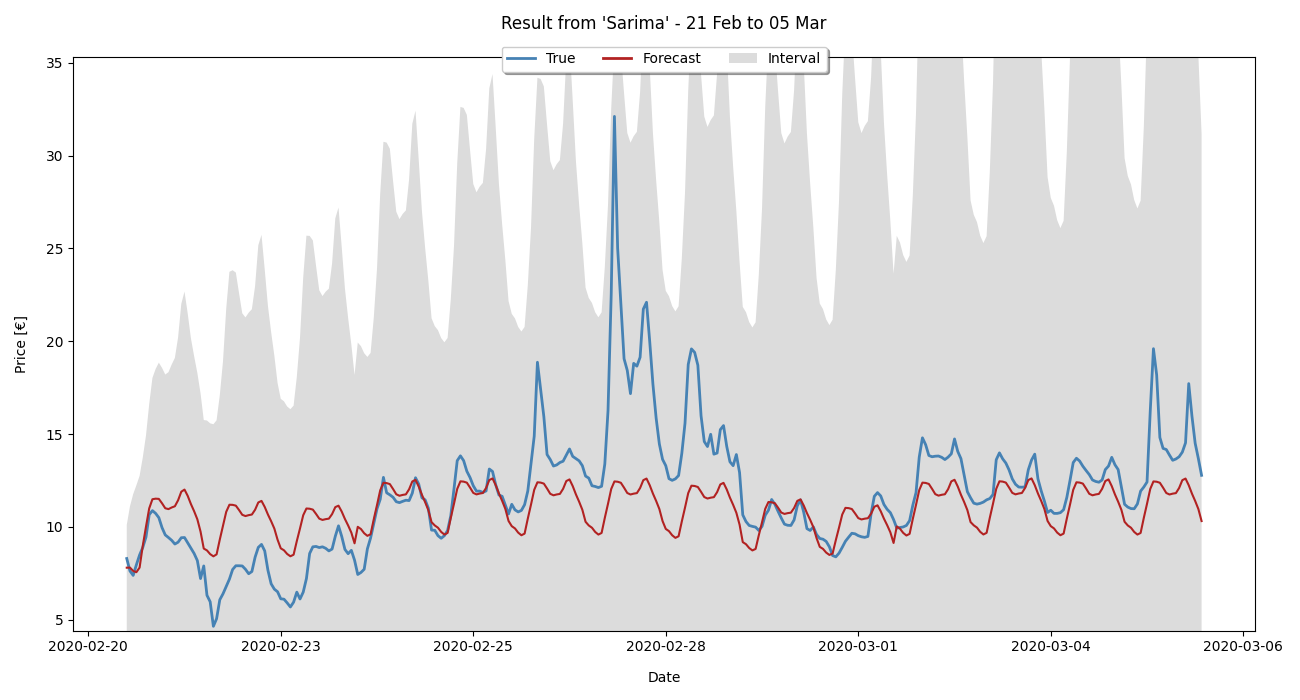 Result from 'Sarima' - 21 Feb to 05 Mar
True Forecast Interval
35
30
25
20
15
10
5
Price [€]
2020-02-20 2020-02-23 2020-02-25 2020-02-28 2020-03-01 2020-03-04 2020-03-06
Date